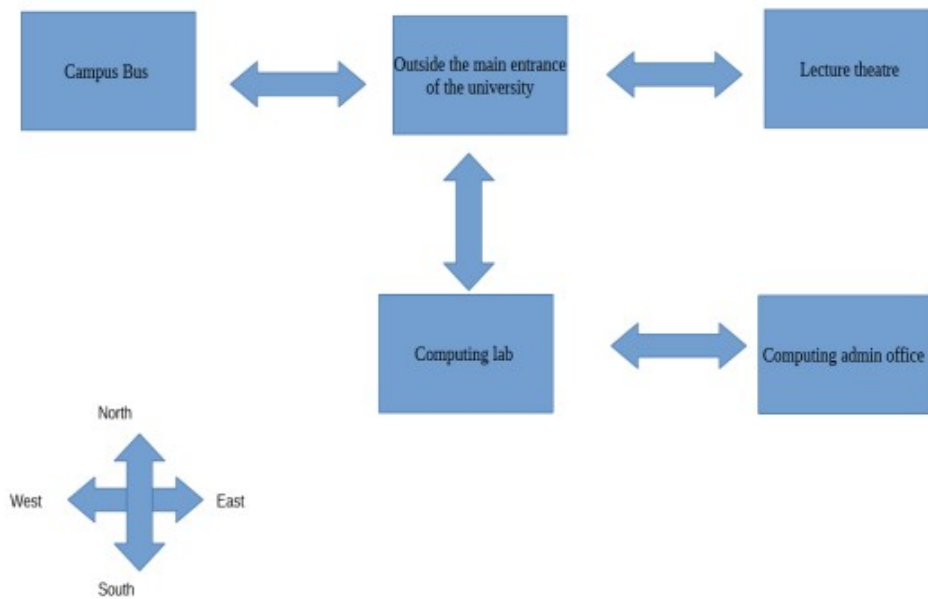 Campus Bus
Outside the main entrance
of the university
Lecture theatre
Computing lab
Computing admin office
North
West
East
South